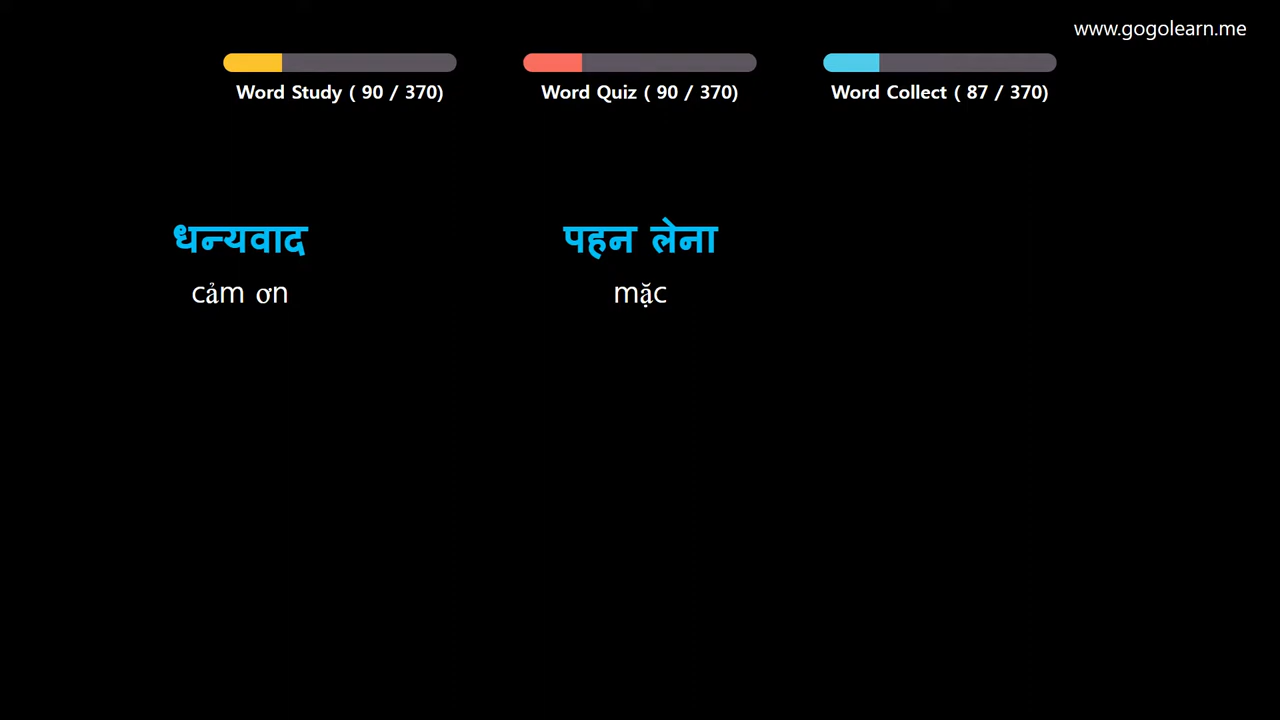 www.gogolearn.me
Word Study ( 90 / 370)
Word Quiz ( 90 / 370)
Word Collect ( 87 / 370)
धन्यवाद
cảm ơn
पहन लेना
mặc